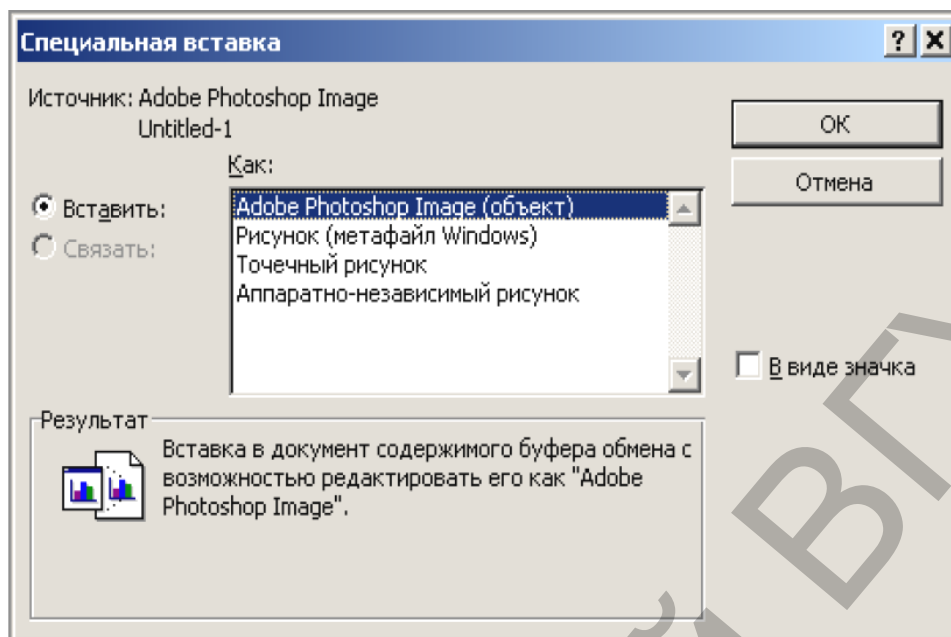 Специальная вставка
Источник: Adobe Photoshop Image
Untitled-1
Как:
Вставить:
Связать:
Adobe Photoshop Image (объект)
Рисунок (метафайл Windows)
Точечный рисунок
Аппаратно-независимый рисунок
ОК
Отмена
В виде значка
Результат
Вставка в документ содержимого буфера обмена с
возможностью редактировать его как "Adobe
Photoshop Image".
ВГУ